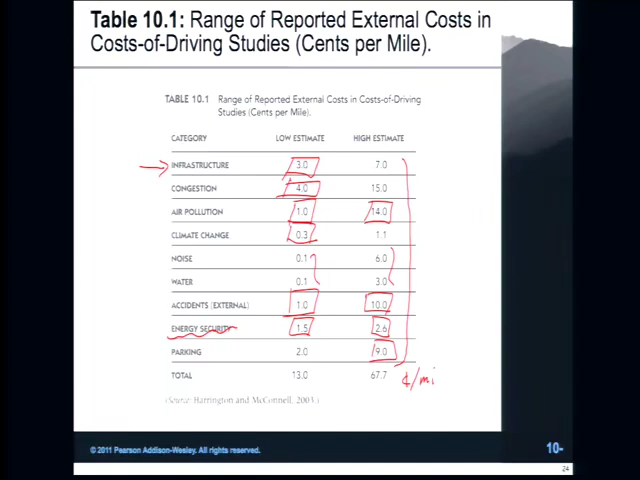 Table 10.1: Range of Reported External Costs in
Costs-of-Driving Studies (Cents per Mile).
TABLE 10.1 Range of Reported External Costs in Costs-of-Driving
Studies (Cents per Mile).
CATEGORY LOW ESTIMATE HIGH ESTIMATE
INFRASTRUCTURE 3.0 7.0
CONGESTION 4.0 15.0
AIR POLLUTION 1.0 14.0
CLIMATE CHANGE 0.3 1.1
NOISE 0.1 6.0
WATER 0.1 3.0
ACCIDENTS (EXTERNAL) 1.0 10.0
ENERGY SECURITY 1.5 2.6
PARKING 2.0 9.0
TOTAL 13.0 67.7 ¢/mi
(Source: Harrington and McConnell, 2003.)
© 2011 Pearson Addison-Wesley. All rights reserved. 10-
24